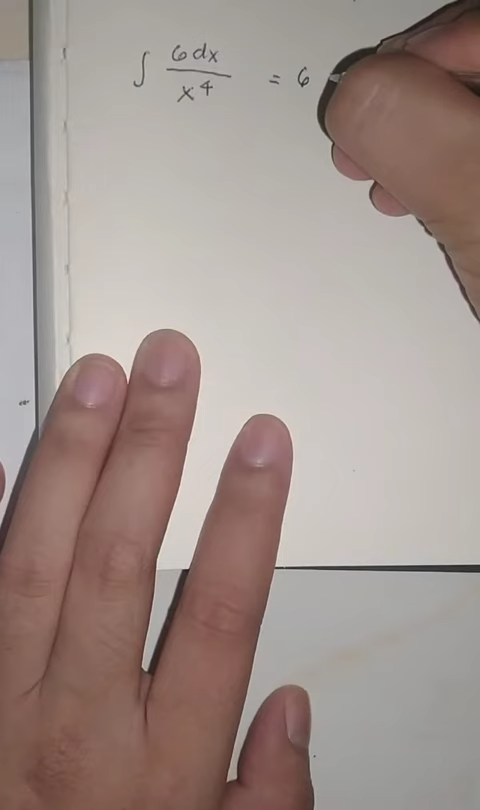 ∫ 6dx/x⁴ = 6